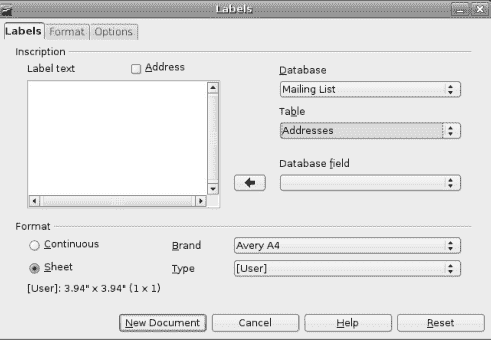 Labels
Labels Format Options
Inscription
Label text Address Database
Mailing List
Table
Addresses
Database field
Format
Continuous Brand Avery A4
Sheet Type [User]
[User]: 3.94" x 3.94" (1 x 1)
New Document Cancel Help Reset